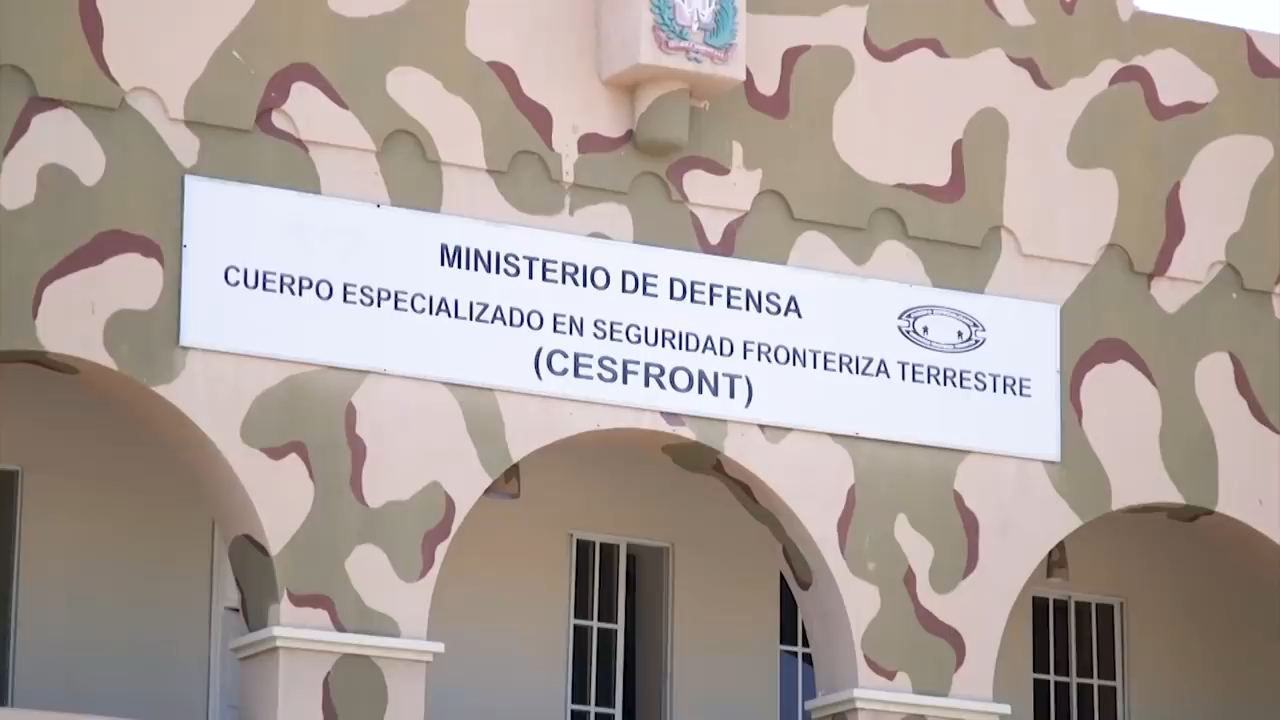 MINISTERIO DE DEFENSA
CUERPO ESPECIALIZADO EN SEGURIDAD FRONTERIZA TERRESTRE
(CESFRONT)